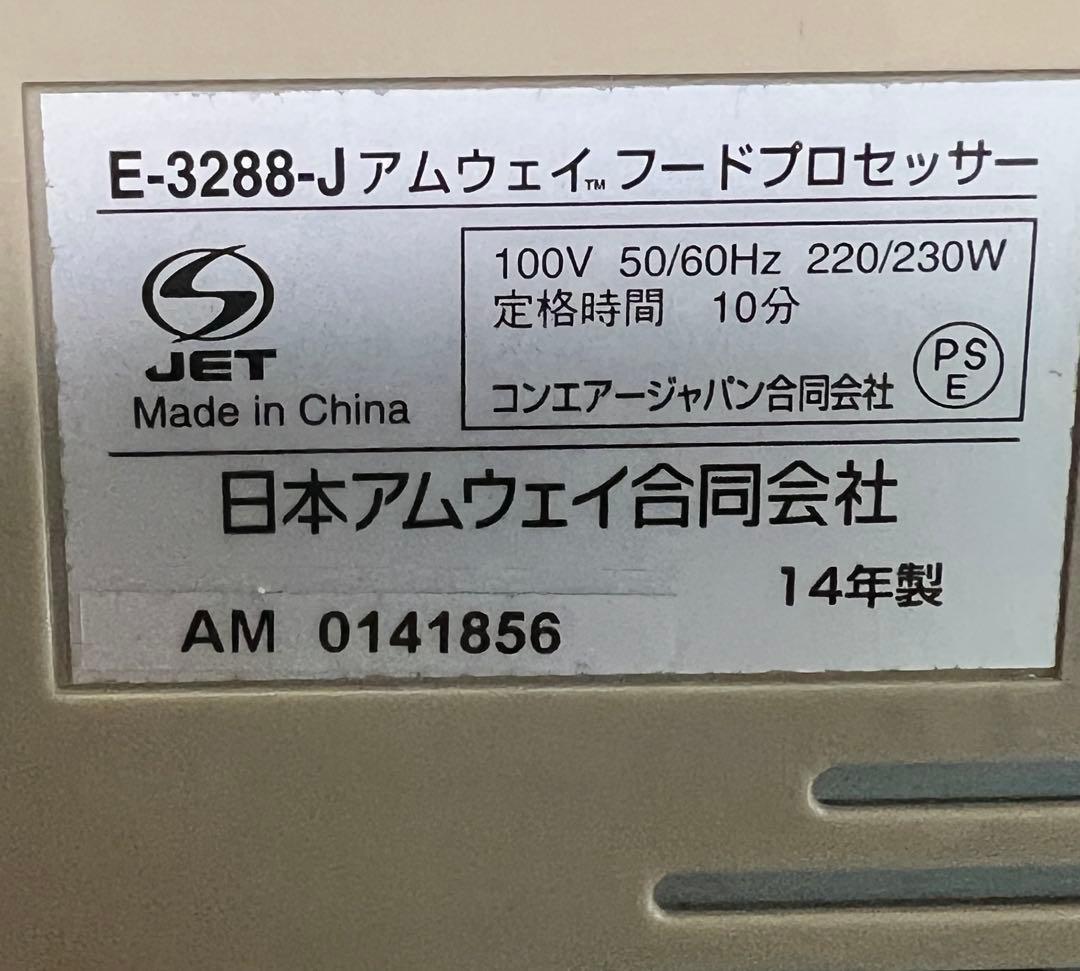 E-3288-J アムウェイ™ フードプロセッサー
JET
Made in China
100V 50/60Hz 220/230W
定格時間 10分
コンエアージャパン合同会社
PS
E
日本アムウェイ合同会社
14年製
AM 0141856